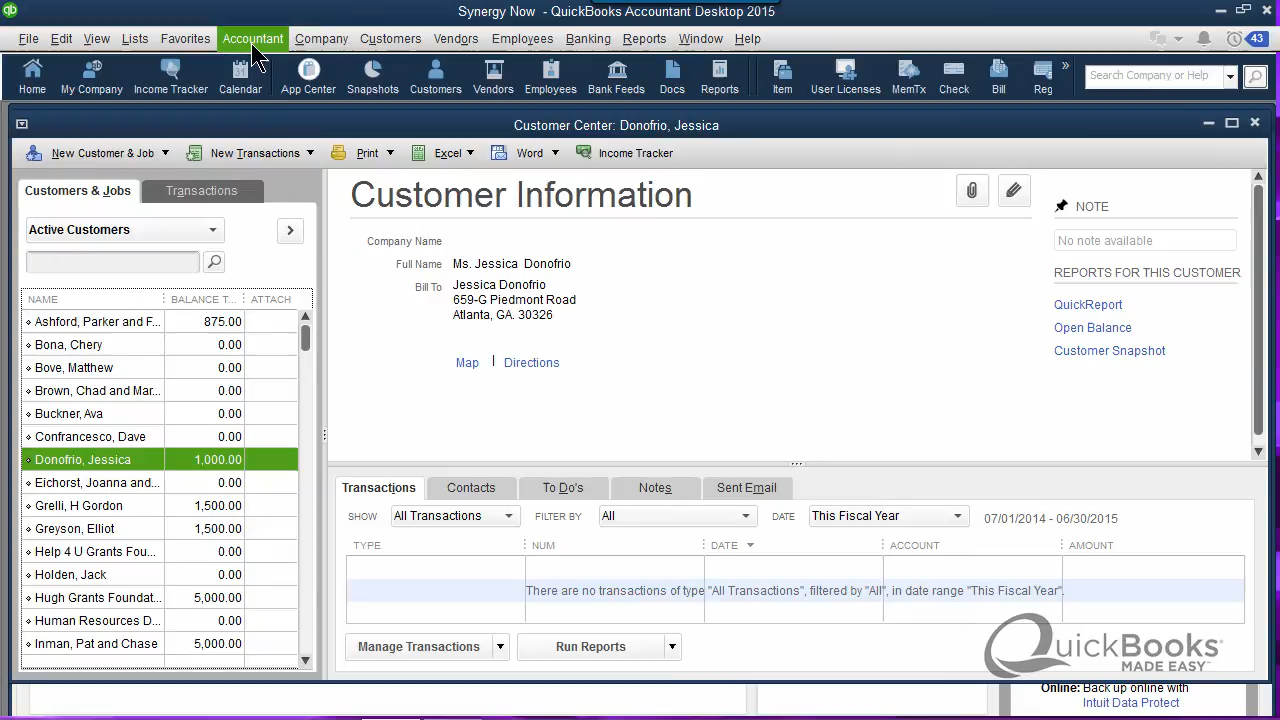 Synergy Now - QuickBooks Accountant Desktop 2015
File Edit View Lists Favorites Accountant Company Customers Vendors Employees Banking Reports Window Help 43
Home My Company Income Tracker Calendar App Center Snapshots Customers Vendors Employees Bank Feeds Docs Reports Item User Licenses MemTx Check Bill Reg » Search Company or Help
Customer Center: Donofrio, Jessica
New Customer & Job New Transactions Print Excel Word Income Tracker
Customers & Jobs Transactions
Active Customers
NAME BALANCE T... ATTACH
Ashford, Parker and F... 875.00
Bona, Chery 0.00
Bove, Matthew 0.00
Brown, Chad and Mar... 0.00
Buckner, Ava 0.00
Confrancesco, Dave 0.00
Donofrio, Jessica 1,000.00
Eichorst, Joanna and... 0.00
Grelli, H Gordon 1,500.00
Greyson, Elliot 1,500.00
Help 4 U Grants Fou... 0.00
Holden, Jack 0.00
Hugh Grants Foundat... 5,000.00
Human Resources D... 0.00
Inman, Pat and Chase 5,000.00
Customer Information
Company Name
Full Name Ms. Jessica Donofrio
Bill To Jessica Donofrio
659-G Piedmont Road
Atlanta, GA. 30326
Map | Directions
NOTE
No note available
REPORTS FOR THIS CUSTOMER
QuickReport
Open Balance
Customer Snapshot
Transactions Contacts To Do's Notes Sent Email
SHOW All Transactions FILTER BY All DATE This Fiscal Year 07/01/2014 - 06/30/2015
TYPE NUM DATE ACCOUNT AMOUNT
There are no transactions of type "All Transactions", filtered by "All", in date range "This Fiscal Year".
Manage Transactions Run Reports
QuickBooks
MADE EASY™
Online: Back up online with
Intuit Data Protect